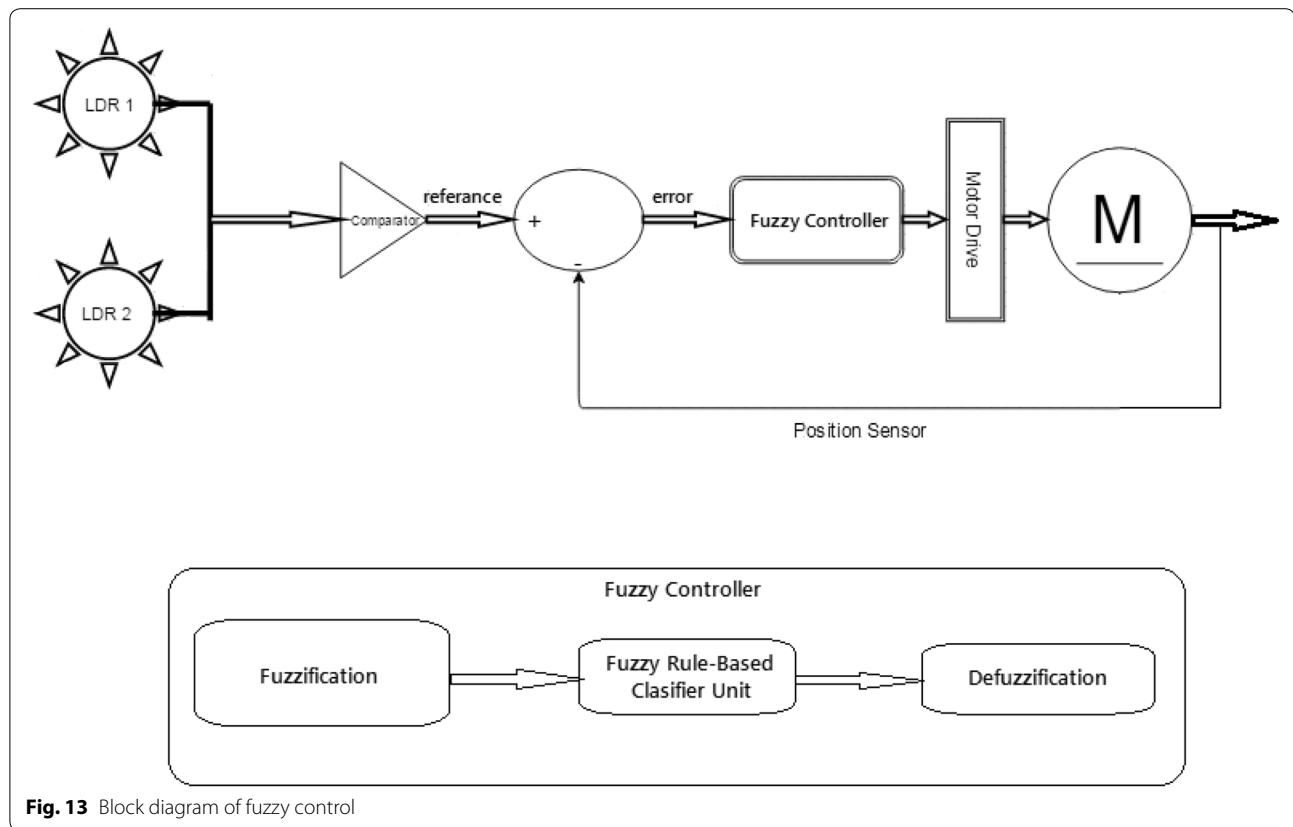 LDR 1
LDR 2
Comparator
referance
+
-
error
Fuzzy Controller
Motor Drive
M
Position Sensor
Fuzzy Controller
Fuzzification
Fuzzy Rule-Based
Clasifier Unit
Defuzzification
Fig. 13 Block diagram of fuzzy control